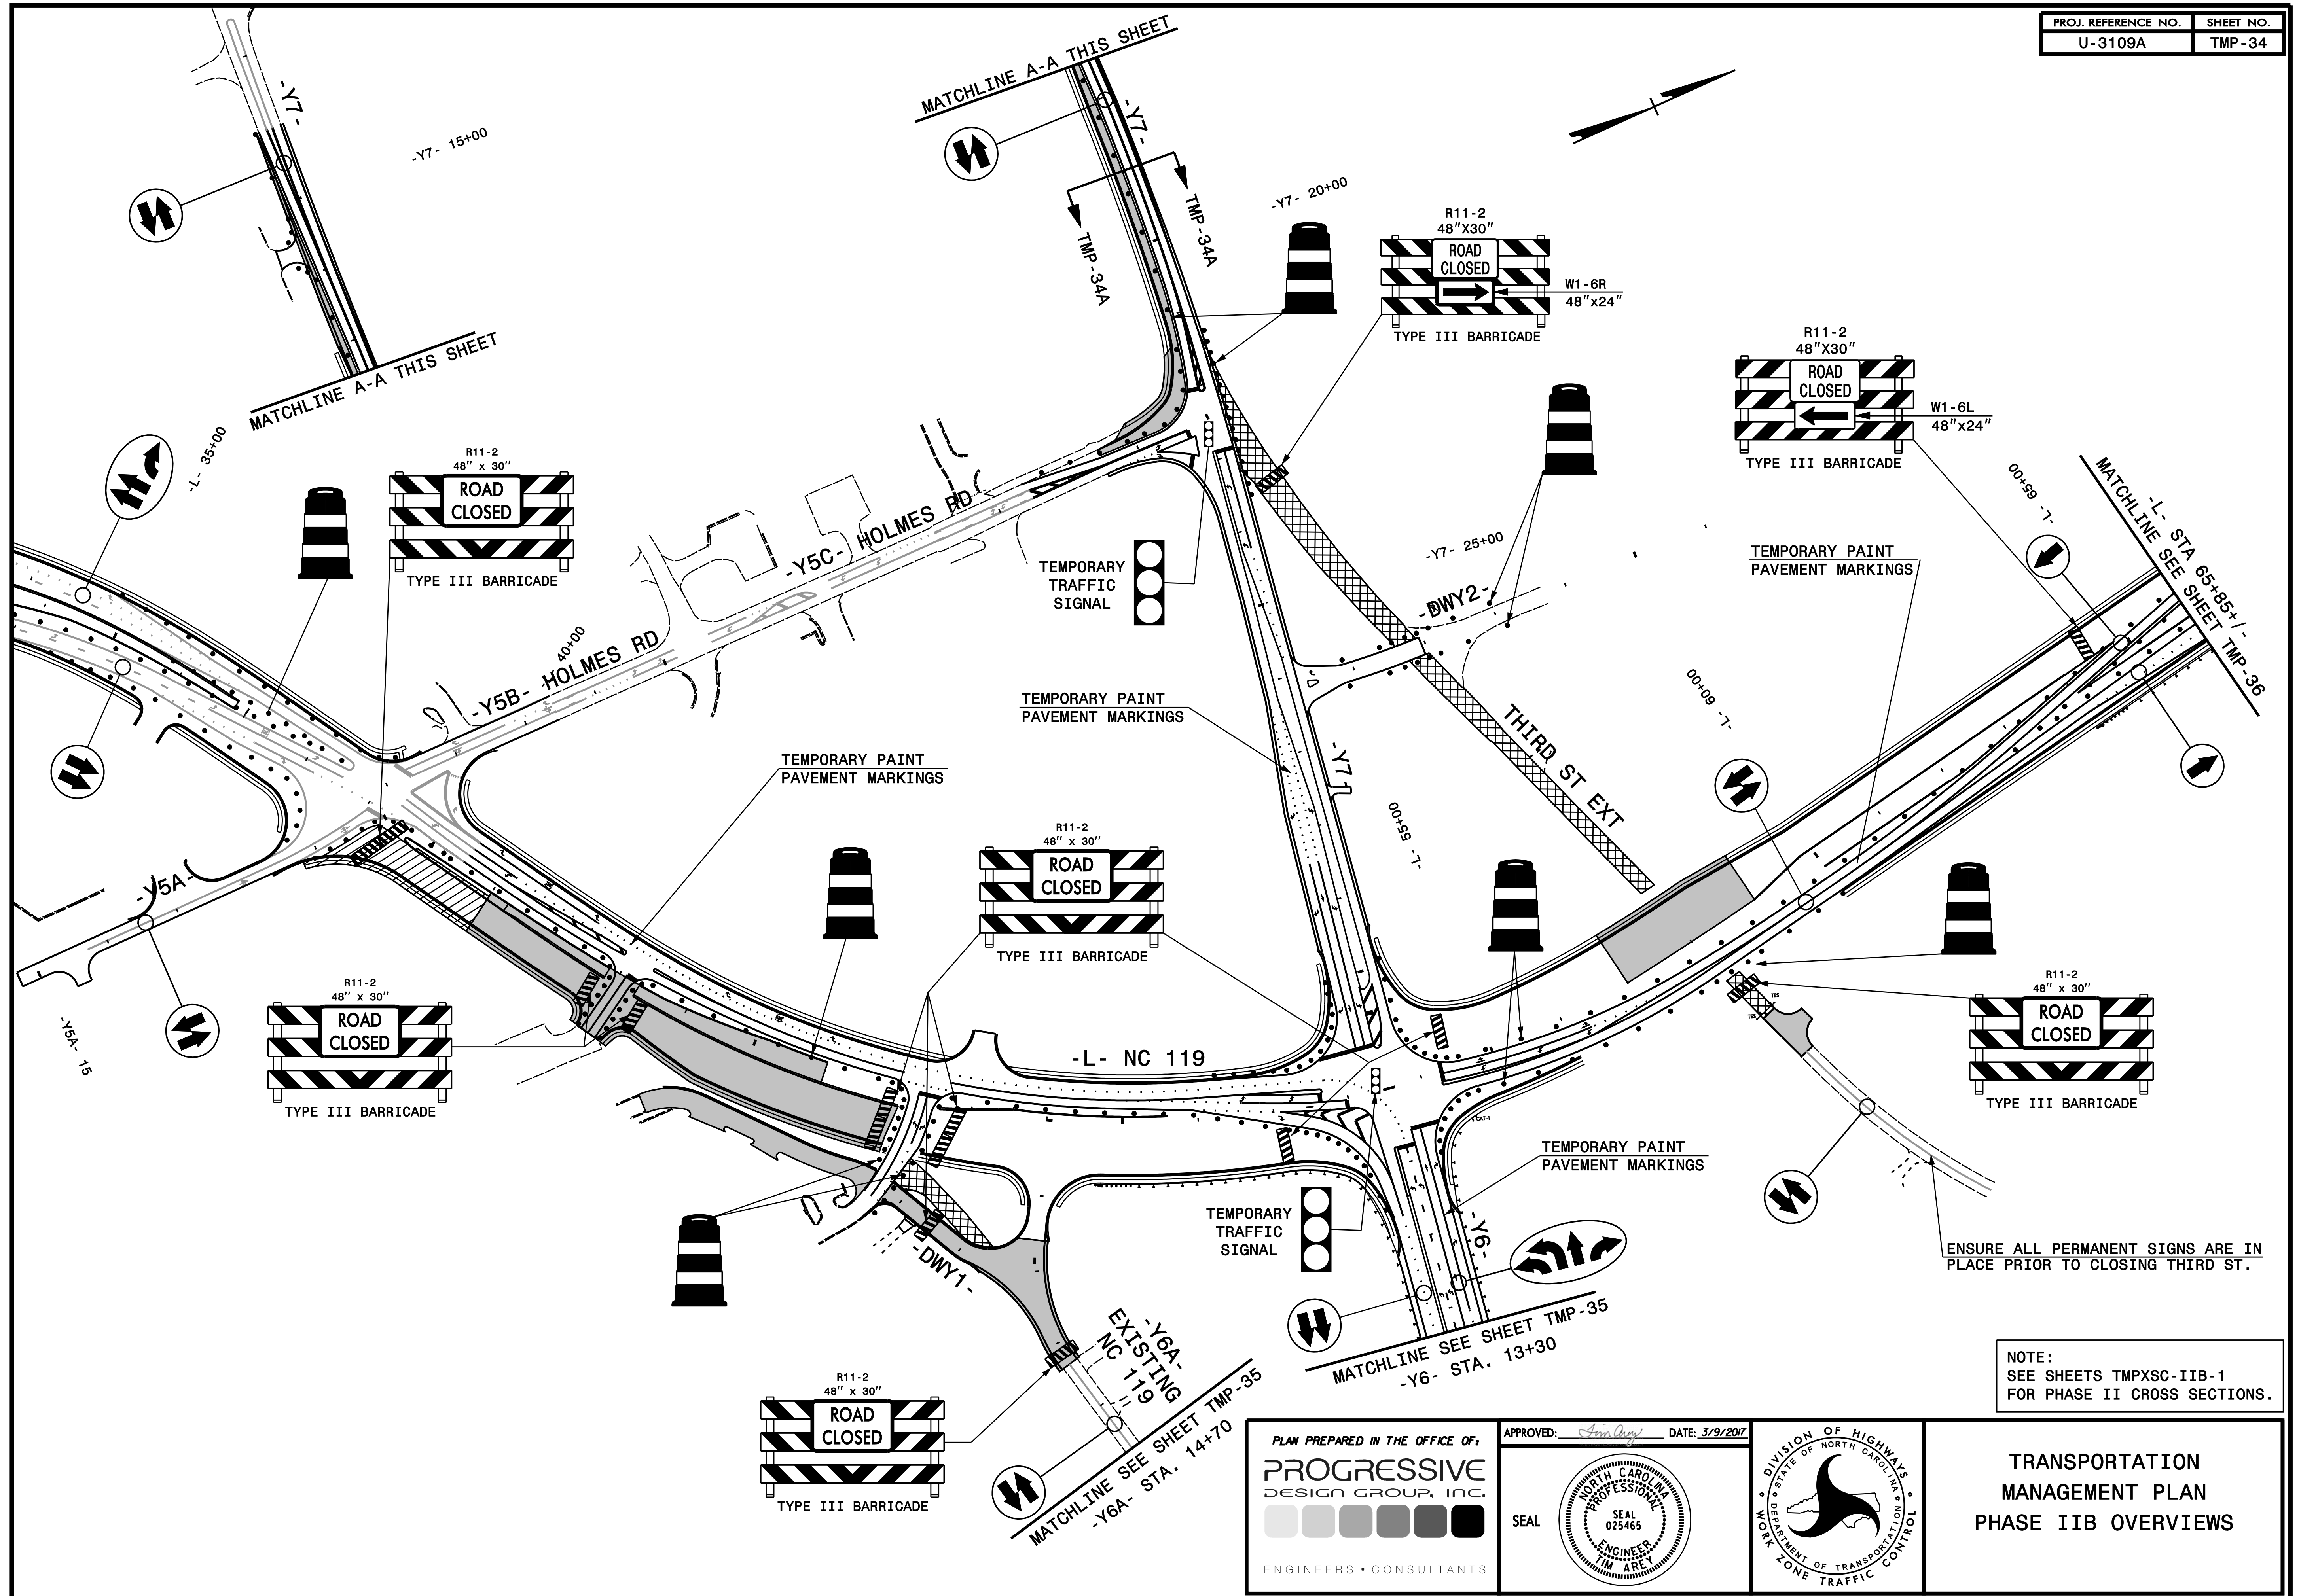 PROJ. REFERENCE NO.
SHEET NO.
U-3109A
TMP-34
MATCHLINE A-A THIS SHEET
-Y7-
-Y7- 15+00
-Y7-
-Y7- 20+00
TMP-34A
TMP-34A
R11-2
48"X30"
ROAD
CLOSED
W1-6R
48"x24"
TYPE III BARRICADE
R11-2
48"X30"
ROAD
CLOSED
W1-6L
48"x24"
TYPE III BARRICADE
MATCHLINE A-A THIS SHEET
-L- 35+00
R11-2
48" x 30"
ROAD
CLOSED
TYPE III BARRICADE
-L- 65+00
-L- STA 65+85+/-
MATCHLINE SEE SHEET TMP-36
-Y5C- HOLMES RD
TEMPORARY
TRAFFIC
SIGNAL
-Y7- 25+00
-DWY2-
TEMPORARY PAINT
PAVEMENT MARKINGS
40+00
-Y5B- HOLMES RD
TEMPORARY PAINT
PAVEMENT MARKINGS
-L- 60+00
THIRD ST EXT
TEMPORARY PAINT
PAVEMENT MARKINGS
-Y7-
-L- 55+00
-Y5A-
R11-2
48" x 30"
ROAD
CLOSED
TYPE III BARRICADE
R11-2
48" x 30"
ROAD
CLOSED
TYPE III BARRICADE
-Y5A- 15
-L- NC 119
R11-2
48" x 30"
ROAD
CLOSED
TYPE III BARRICADE
TES
TES
CAT-1
TEMPORARY PAINT
PAVEMENT MARKINGS
TEMPORARY
TRAFFIC
SIGNAL
-Y6-
-DWY1-
ENSURE ALL PERMANENT SIGNS ARE IN
PLACE PRIOR TO CLOSING THIRD ST.
-Y6A-
EXISTING
NC 119
MATCHLINE SEE SHEET TMP-35
-Y6- STA. 13+30
R11-2
48" x 30"
ROAD
CLOSED
TYPE III BARRICADE
MATCHLINE SEE SHEET TMP-35
-Y6A- STA. 14+70
NOTE:
SEE SHEETS TMPXSC-IIB-1
FOR PHASE II CROSS SECTIONS.
PLAN PREPARED IN THE OFFICE OF:
PROGRESSIVE
DESIGN GROUP, INC.
ENGINEERS • CONSULTANTS
APPROVED: Tim Arey DATE: 3/9/2017
SEAL
NORTH CAROLINA
PROFESSIONAL
SEAL
025465
ENGINEER
TIM AREY
DIVISION OF HIGHWAYS
STATE OF NORTH CAROLINA
DEPARTMENT OF TRANSPORTATION
WORK ZONE TRAFFIC CONTROL
TRANSPORTATION
MANAGEMENT PLAN
PHASE IIB OVERVIEWS